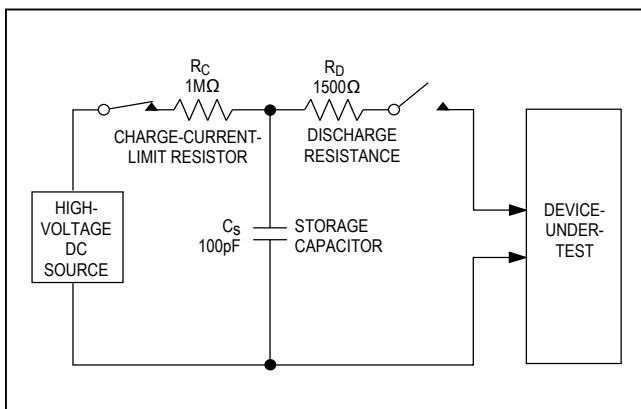 R_C
1MΩ
CHARGE-CURRENT-
LIMIT RESISTOR
R_D
1500Ω
DISCHARGE
RESISTANCE
HIGH-
VOLTAGE
DC
SOURCE
C_S
100pF
STORAGE
CAPACITOR
DEVICE-
UNDER-
TEST